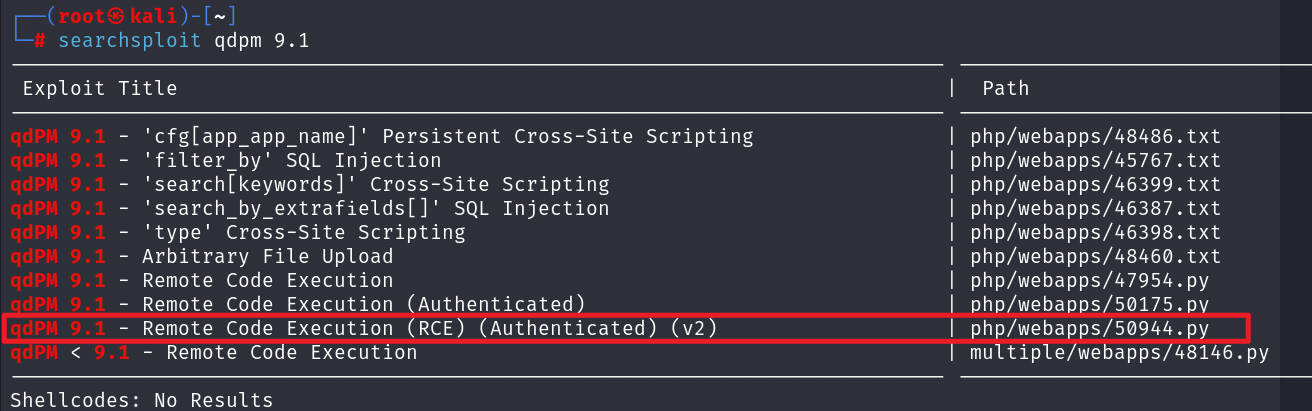 ┌──(root㉿kali)-[~]
└─# searchsploit qdpm 9.1
Exploit Title | Path
qdPM 9.1 - 'cfg[app_app_name]' Persistent Cross-Site Scripting | php/webapps/48486.txt
qdPM 9.1 - 'filter_by' SQL Injection | php/webapps/45767.txt
qdPM 9.1 - 'search[keywords]' Cross-Site Scripting | php/webapps/46399.txt
qdPM 9.1 - 'search_by_extrafields[]' SQL Injection | php/webapps/46387.txt
qdPM 9.1 - 'type' Cross-Site Scripting | php/webapps/46398.txt
qdPM 9.1 - Arbitrary File Upload | php/webapps/48460.txt
qdPM 9.1 - Remote Code Execution | php/webapps/47954.py
qdPM 9.1 - Remote Code Execution (Authenticated) | php/webapps/50175.py
qdPM 9.1 - Remote Code Execution (RCE) (Authenticated) (v2) | php/webapps/50944.py
qdPM < 9.1 - Remote Code Execution | multiple/webapps/48146.py
Shellcodes: No Results